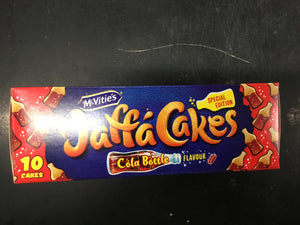 McVitie's
Jaffa Cakes
SPECIAL
EDITION
Cola Bottle FLAVOUR
10
CAKES